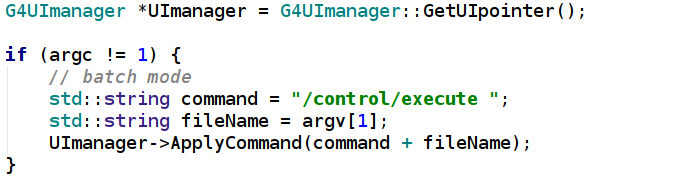 G4UImanager *UImanager = G4UImanager::GetUIpointer();
if (argc != 1) {
    // batch mode
    std::string command = "/control/execute ";
    std::string fileName = argv[1];
    UImanager->ApplyCommand(command + fileName);
}